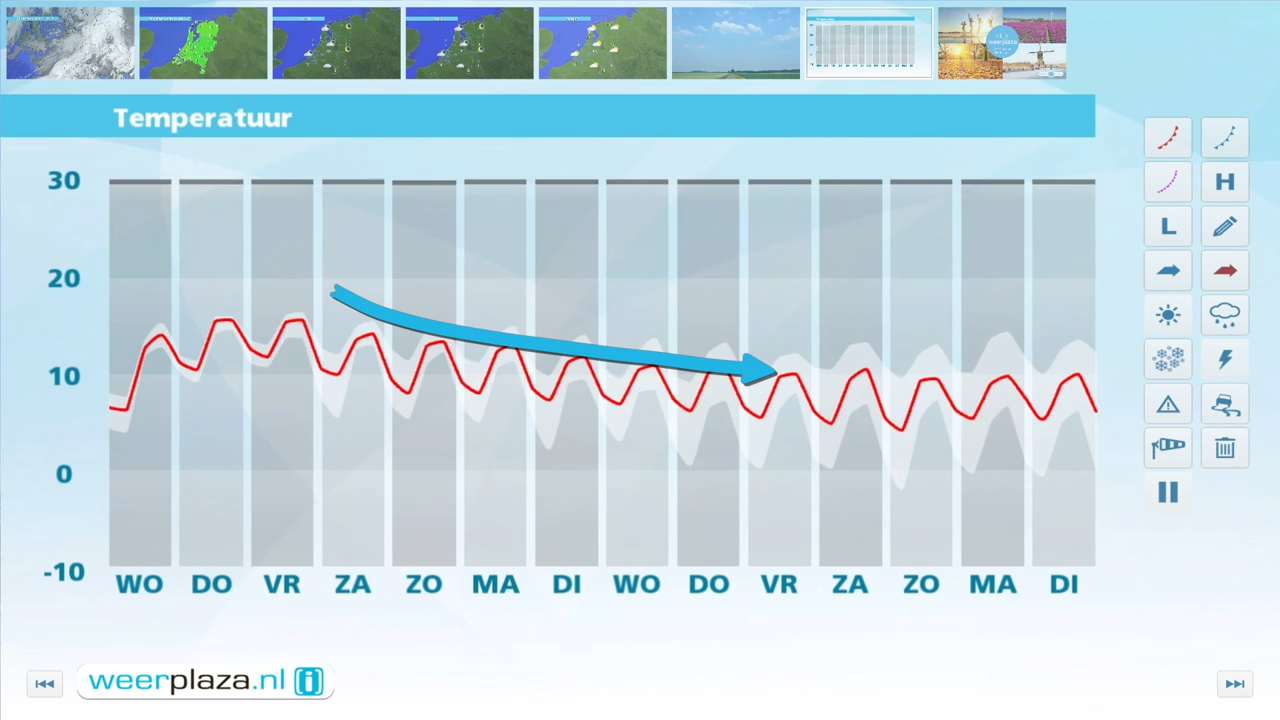 weerplaza
Temperatuur
30
20
10
0
-10
WO DO VR ZA ZO MA DI WO DO VR ZA ZO MA DI
H
L
weerplaza.nl i